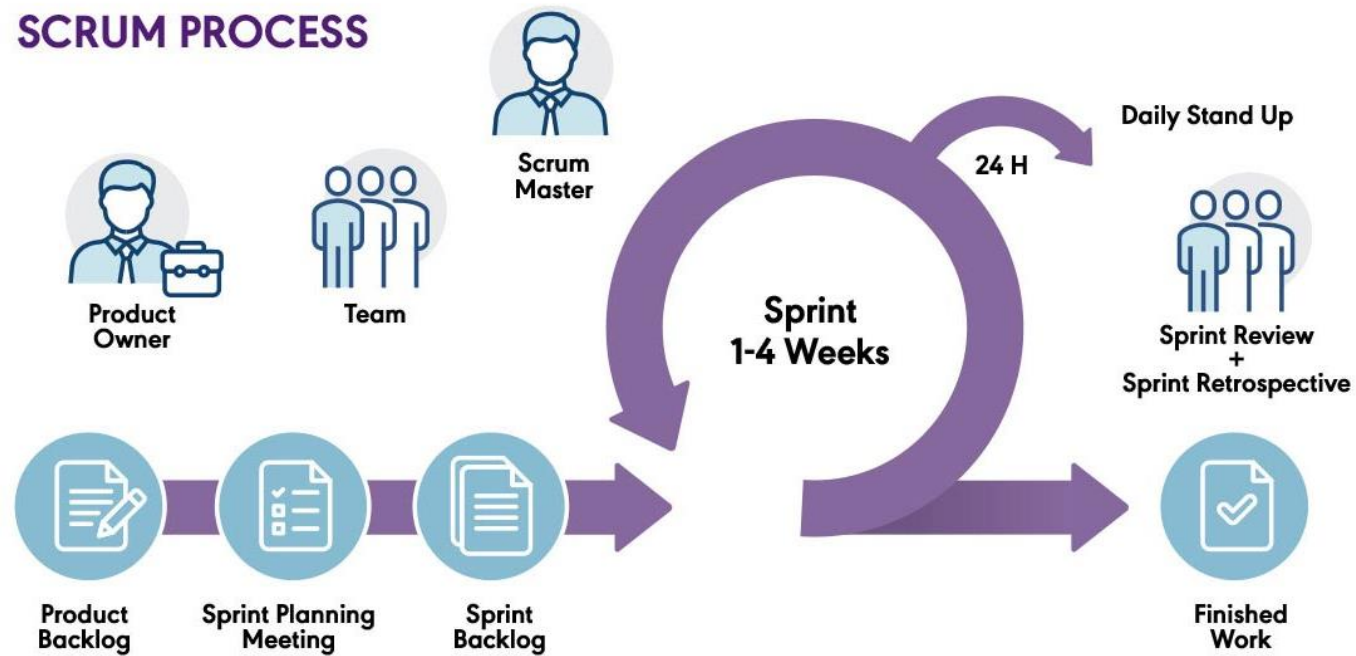 SCRUM PROCESS
Scrum
Master
Product
Owner
Team
Daily Stand Up
24 H
Sprint
1-4 Weeks
Sprint Review
+
Sprint Retrospective
Product
Backlog
Sprint Planning
Meeting
Sprint
Backlog
Finished
Work